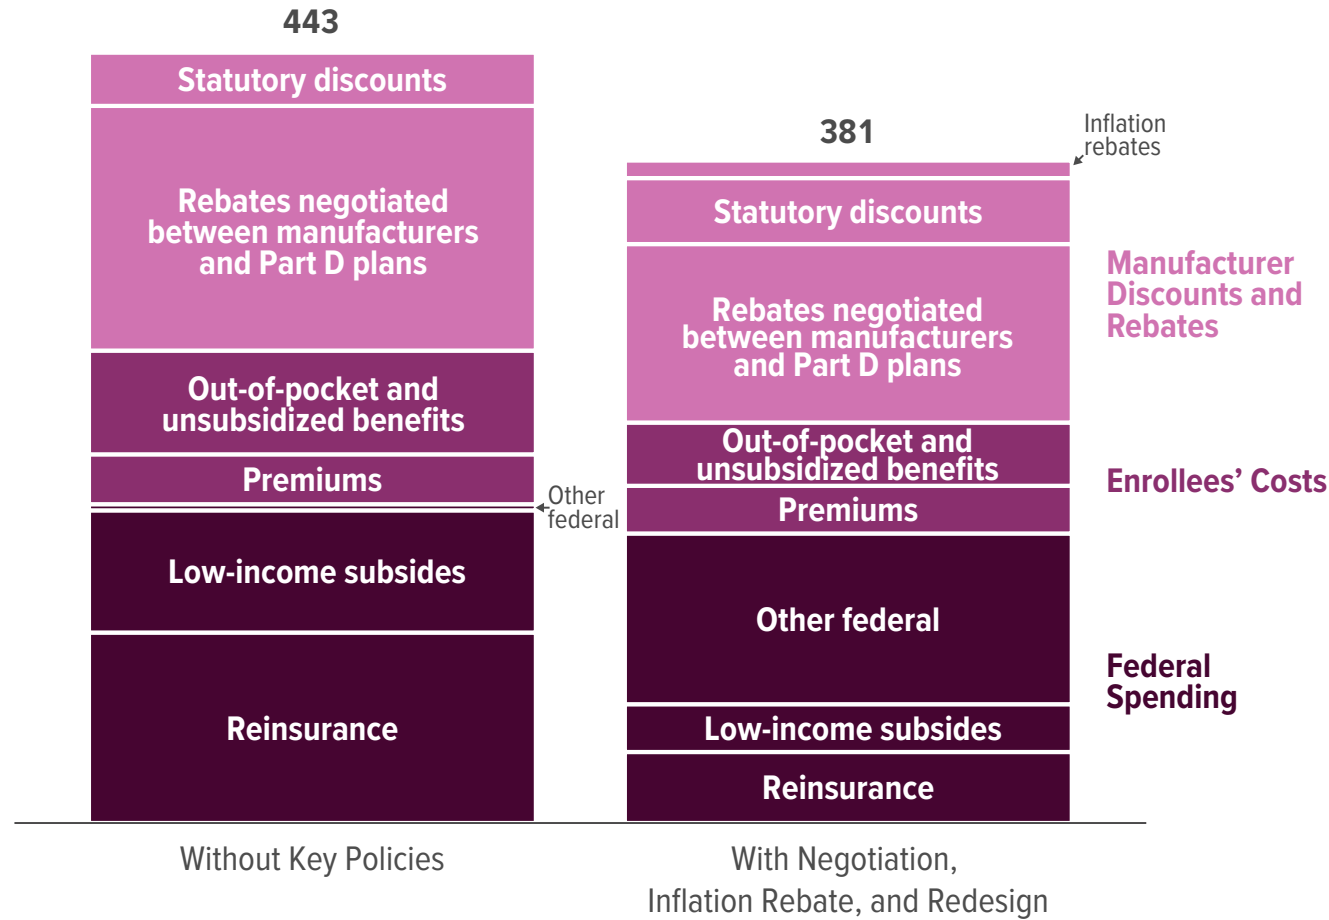 443
Statutory discounts
Rebates negotiated
between manufacturers
and Part D plans
Out-of-pocket and
unsubsidized benefits
Premiums
Other
federal
Low-income subsides
Reinsurance
Without Key Policies
381
Inflation
rebates
Statutory discounts
Rebates negotiated
between manufacturers
and Part D plans
Out-of-pocket and
unsubsidized benefits
Premiums
Other federal
Low-income subsides
Reinsurance
With Negotiation,
Inflation Rebate, and Redesign
Manufacturer
Discounts and
Rebates
Enrollees’ Costs
Federal
Spending